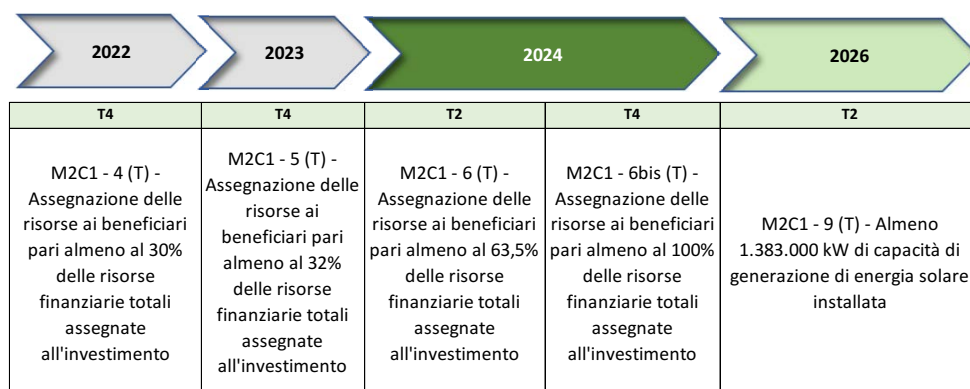 2022
2023
2024
2026
T4
T4
T2
T4
T2
M2C1 - 4 (T) -
Assegnazione delle
risorse ai beneficiari
pari almeno al 30%
delle risorse
finanziarie totali
assegnate
all'investimento
M2C1 - 5 (T) -
Assegnazione delle
risorse ai
beneficiari pari
almeno al 32%
delle risorse
finanziarie totali
assegnate
all'investimento
M2C1 - 6 (T) -
Assegnazione delle
risorse ai beneficiari
pari almeno al 63,5%
delle risorse
finanziarie totali
assegnate
all'investimento
M2C1 - 6bis (T) -
Assegnazione delle
risorse ai beneficiari
pari almeno al 100%
delle risorse
finanziarie totali
assegnate
all'investimento
M2C1 - 9 (T) - Almeno
1.383.000 kW di capacità di
generazione di energia solare
installata